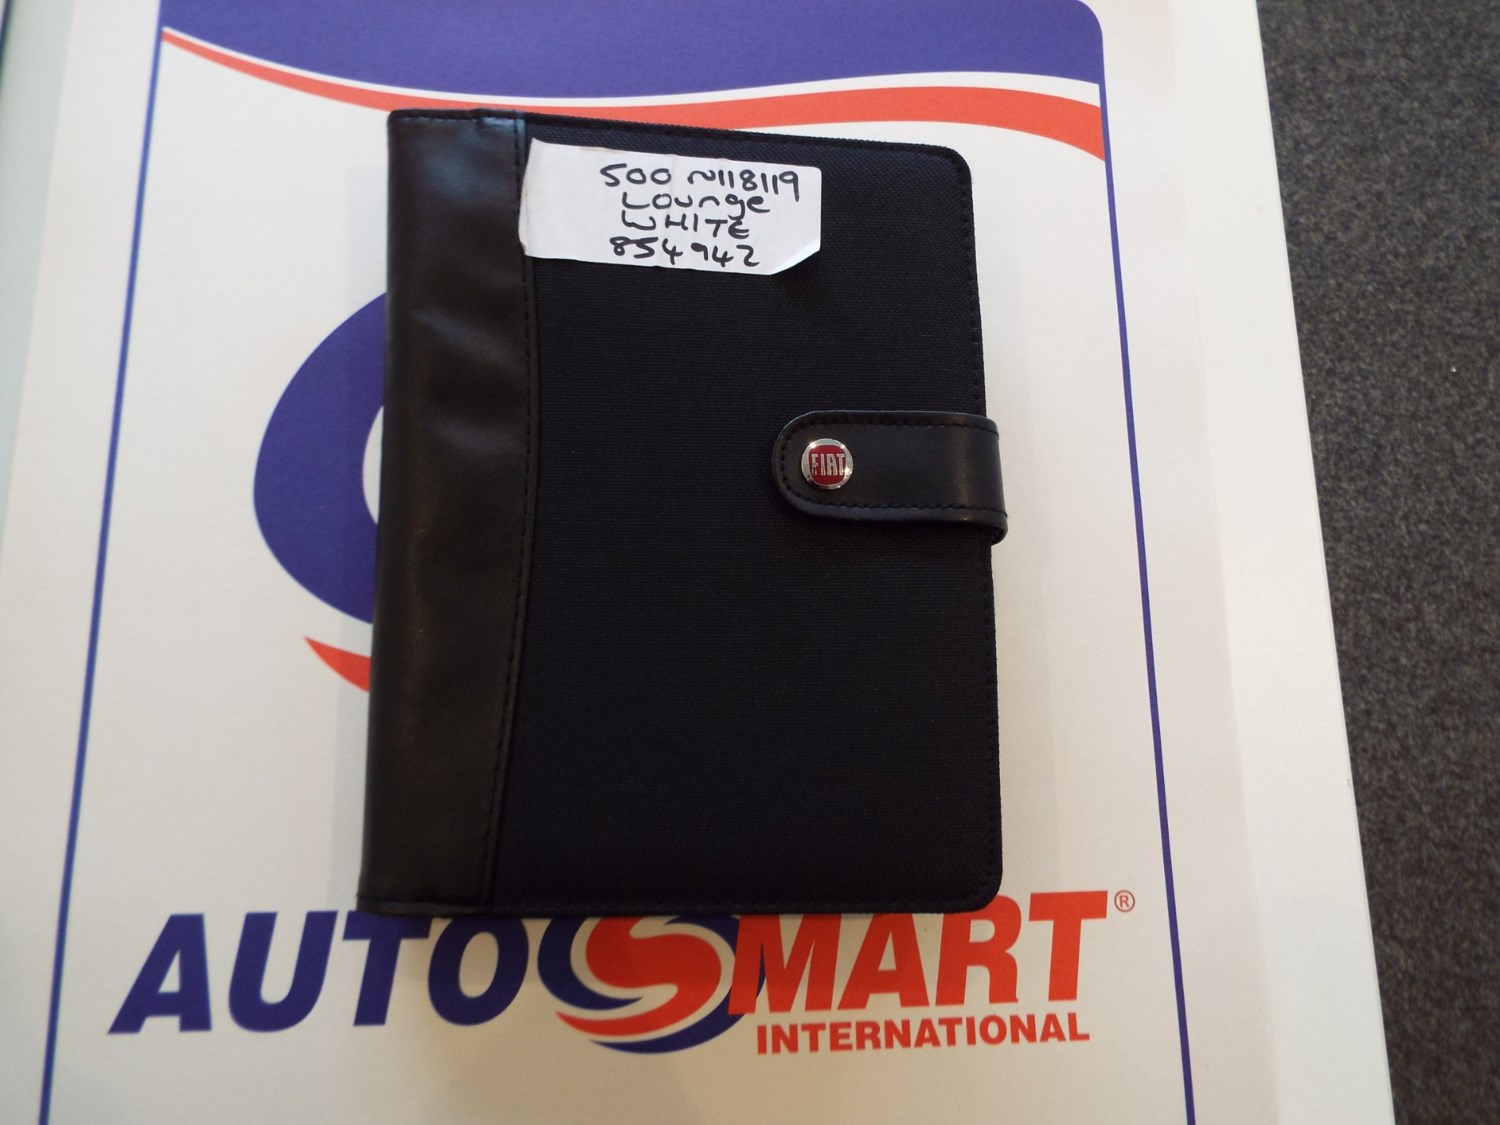 500 N118119
Lounge
WHITE
854942
FIAT
AUTOSMART®
INTERNATIONAL